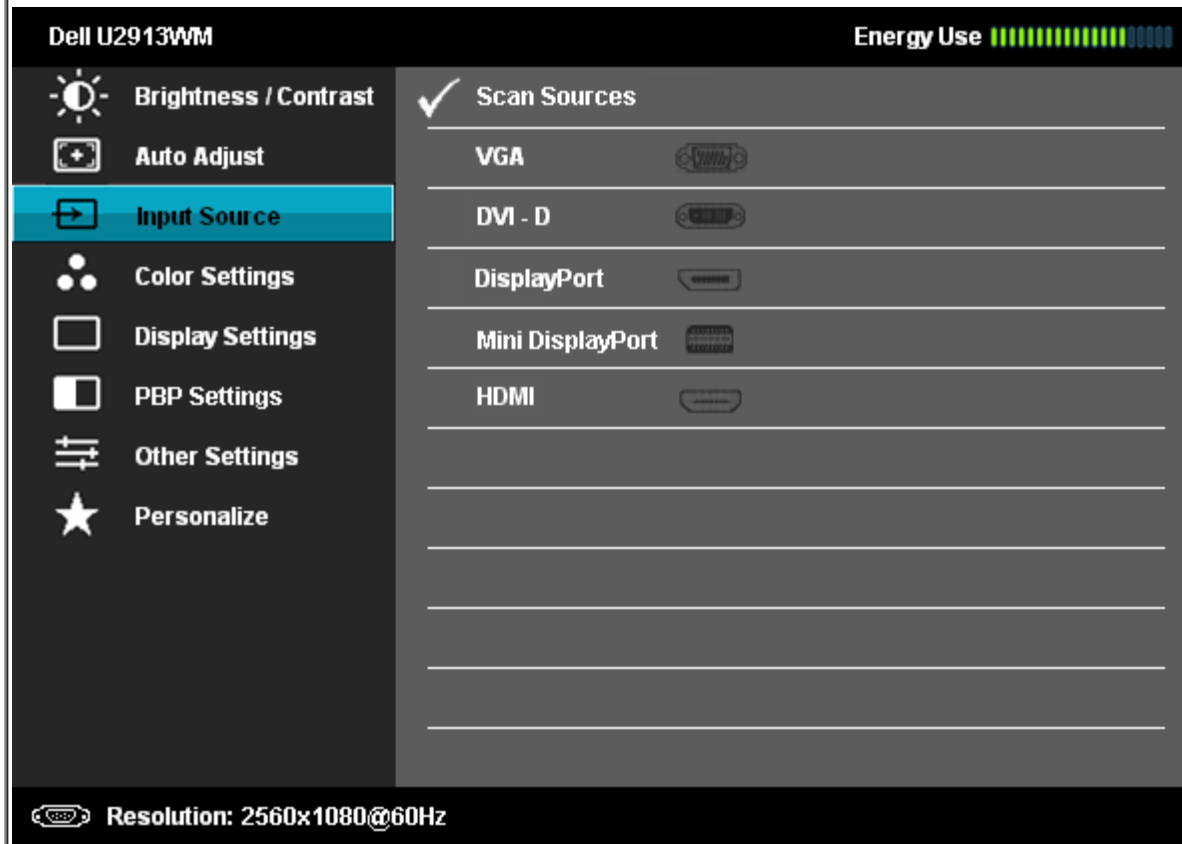 Dell U2913WM
Energy Use
Brightness / Contrast
Auto Adjust
Input Source
Color Settings
Display Settings
PBP Settings
Other Settings
Personalize
Scan Sources
VGA
DVI - D
DisplayPort
Mini DisplayPort
HDMI
Resolution: 2560x1080@60Hz